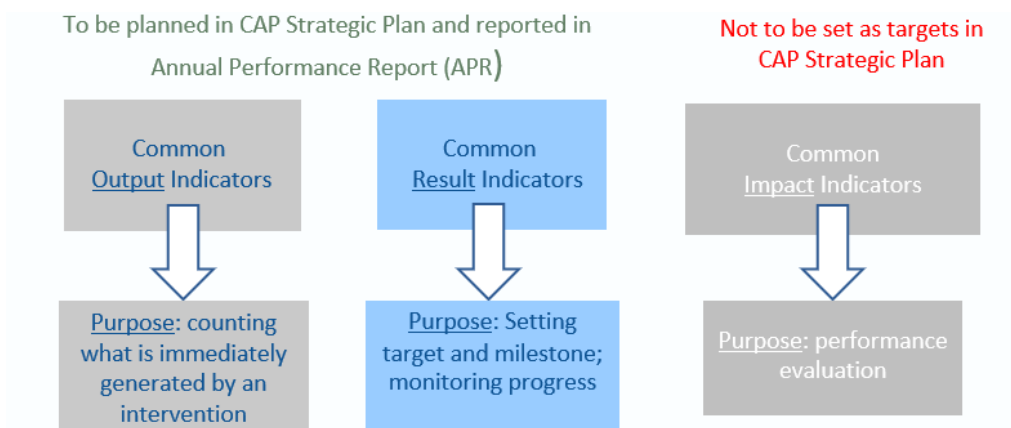 To be planned in CAP Strategic Plan and reported in
Annual Performance Report (APR)
Not to be set as targets in
CAP Strategic Plan
Common
Output Indicators
Common
Result Indicators
Common
Impact Indicators
Purpose: counting
what is immediately
generated by an
intervention
Purpose: Setting
target and milestone;
monitoring progress
Purpose: performance
evaluation